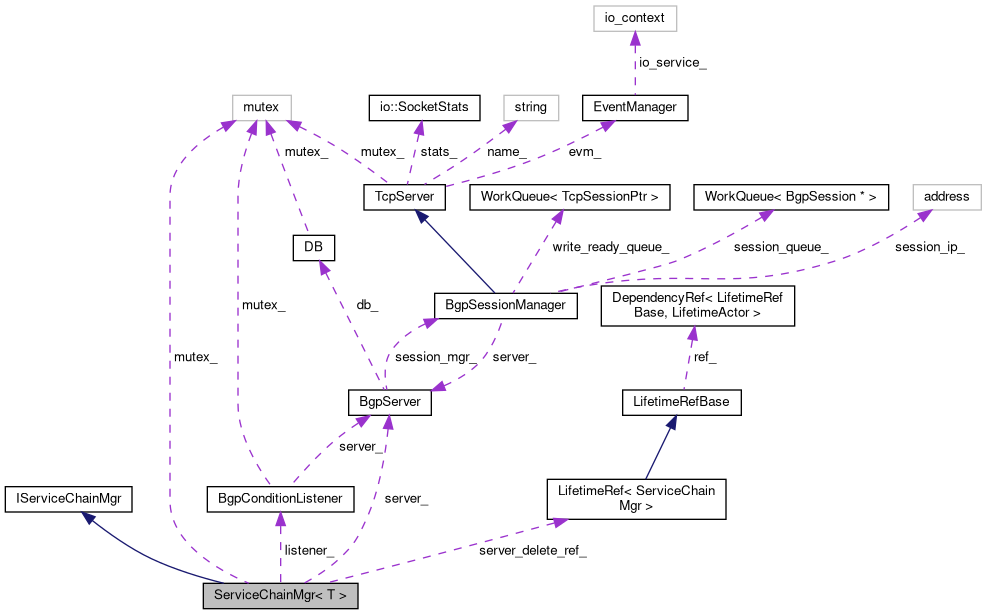 io_context
io_service_
mutex
io::SocketStats
string
EventManager
mutex_
mutex_
stats_
name_
evm_
TcpServer
WorkQueue< TcpSessionPtr >
WorkQueue< BgpSession * >
address
DB
write_ready_queue_
session_queue_
session_ip_
mutex_
db_
BgpSessionManager
DependencyRef< LifetimeRef
Base, LifetimeActor >
mutex_
session_mgr_
server_
ref_
BgpServer
LifetimeRefBase
server_
IServiceChainMgr
BgpConditionListener
server_
LifetimeRef< ServiceChain
Mgr >
listener_
server_delete_ref_
ServiceChainMgr< T >